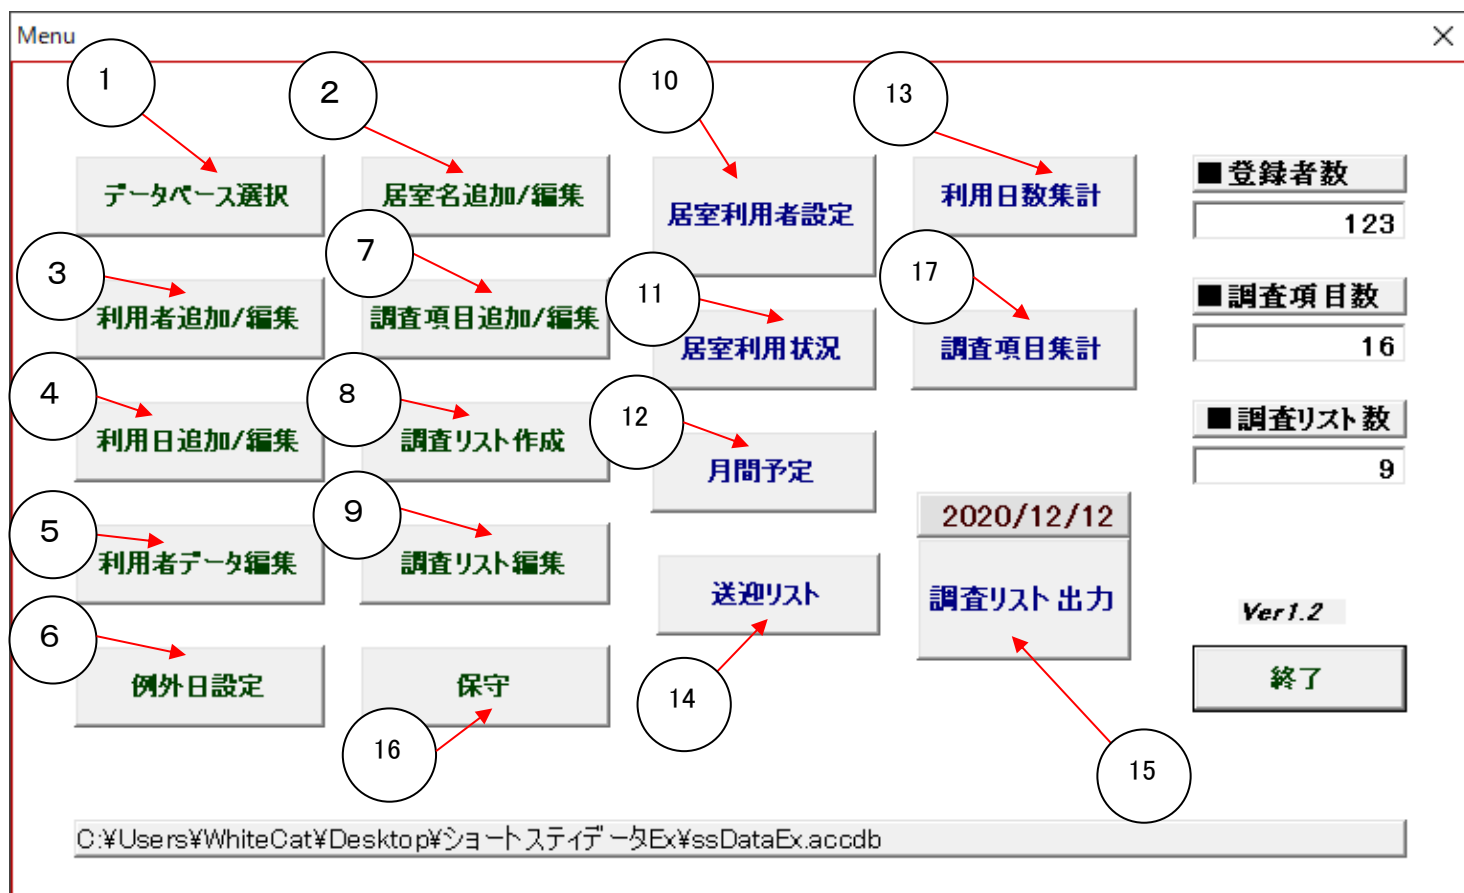 Menu
1
2
10
13
データベース選択
居室名追加/編集
居室利用者設定
利用日数集計
■登録者数
123
3
7
11
17
利用者追加/編集
調査項目追加/編集
居室利用状況
調査項目集計
■調査項目数
16
4
8
12
利用日追加/編集
調査リスト作成
月間予定
■調査リスト数
9
5
9
2020/12/12
利用者データ編集
調査リスト編集
送迎リスト
調査リスト出力
Ver1.2
6
例外日設定
保守
14
終了
16
15
C:¥Users¥WhiteCat¥Desktop¥ショートスティデータEx¥ssDataEx.accdb